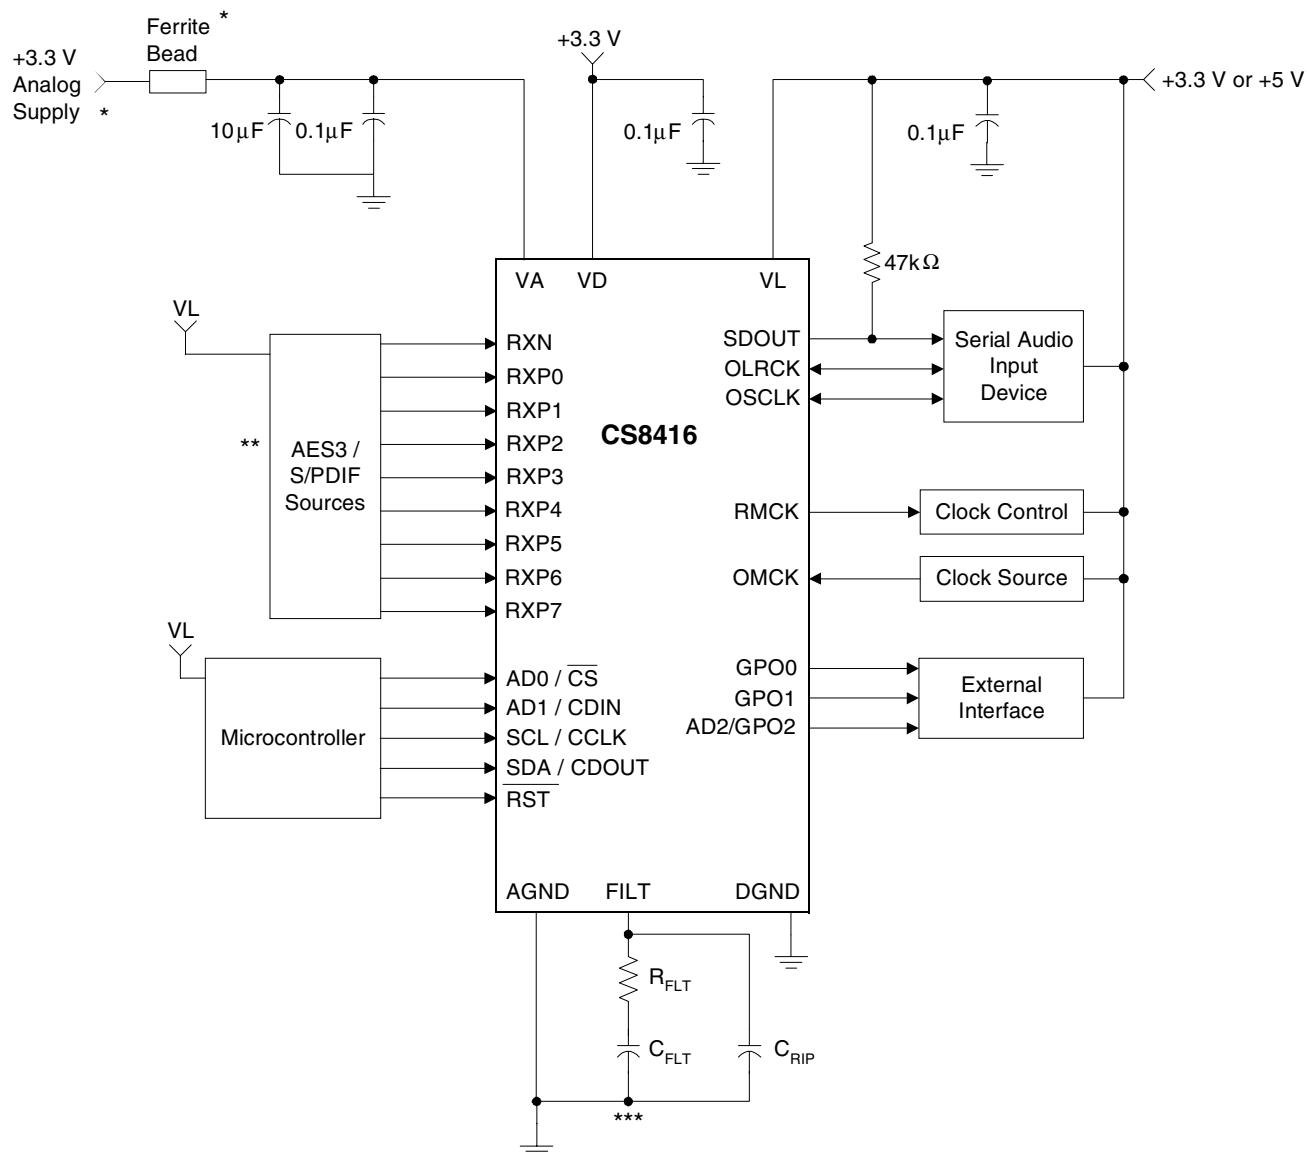 Ferrite *
Bead
+3.3 V
Analog
Supply *
10µF
0.1µF
+3.3 V
0.1µF
+3.3 V or +5 V
0.1µF
47kΩ
VA
VD
VL
VL
AES3 /
S/PDIF
Sources
**
RXN
RXP0
RXP1
RXP2
RXP3
RXP4
RXP5
RXP6
RXP7
CS8416
SDOUT
OLRCK
OSCLK
Serial Audio
Input
Device
RMCK
Clock Control
OMCK
Clock Source
VL
Microcontroller
AD0 / CS
AD1 / CDIN
SCL / CCLK
SDA / CDOUT
RST
GPO0
GPO1
AD2/GPO2
External
Interface
AGND
FILT
DGND
RFLT
CFLT
CRIP
***